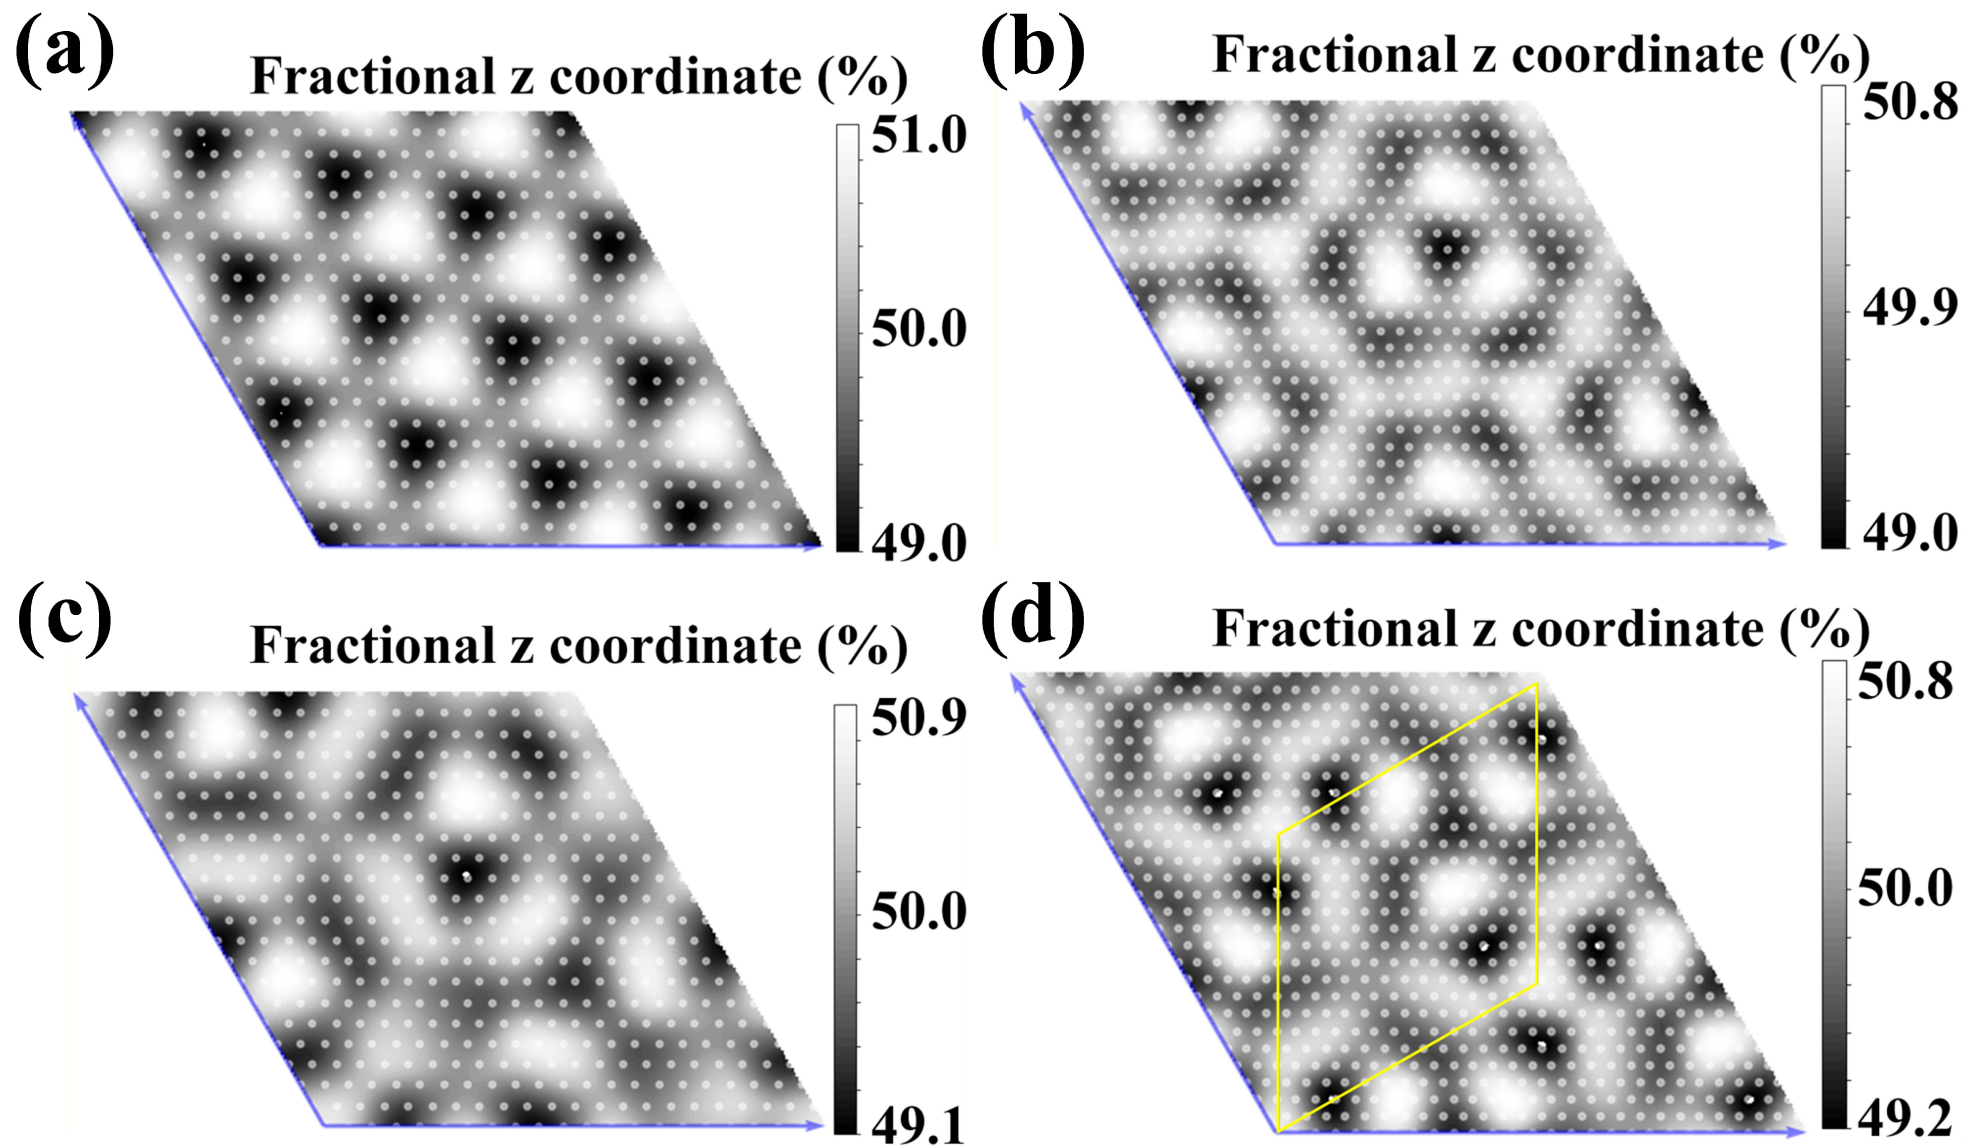 (a)
Fractional z coordinate (%)
51.0
50.0
49.0
(b)
Fractional z coordinate (%)
50.8
49.9
49.0
(c)
Fractional z coordinate (%)
50.9
50.0
49.1
(d)
Fractional z coordinate (%)
50.8
50.0
49.2